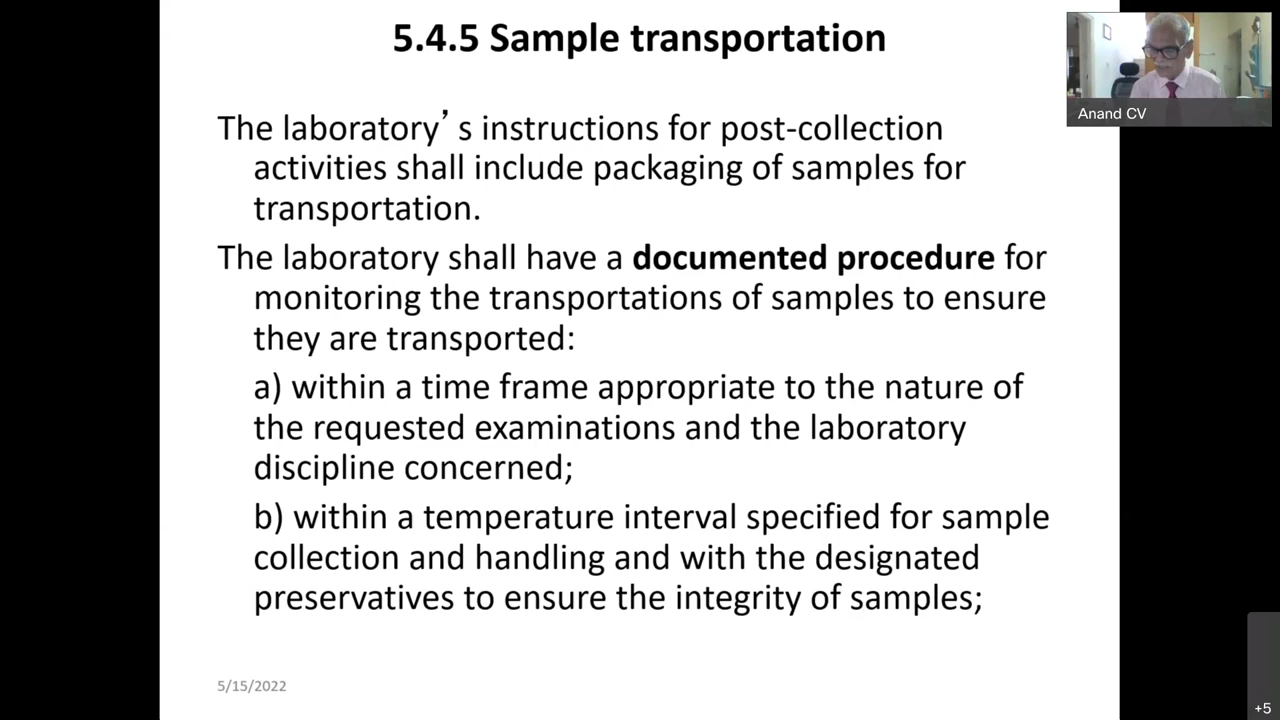 5.4.5 Sample transportation
Anand CV
The laboratory’ s instructions for post-collection
activities shall include packaging of samples for
transportation.
The laboratory shall have a documented procedure for
monitoring the transportations of samples to ensure
they are transported:
a) within a time frame appropriate to the nature of
the requested examinations and the laboratory
discipline concerned;
b) within a temperature interval specified for sample
collection and handling and with the designated
preservatives to ensure the integrity of samples;
5/15/2022
+5